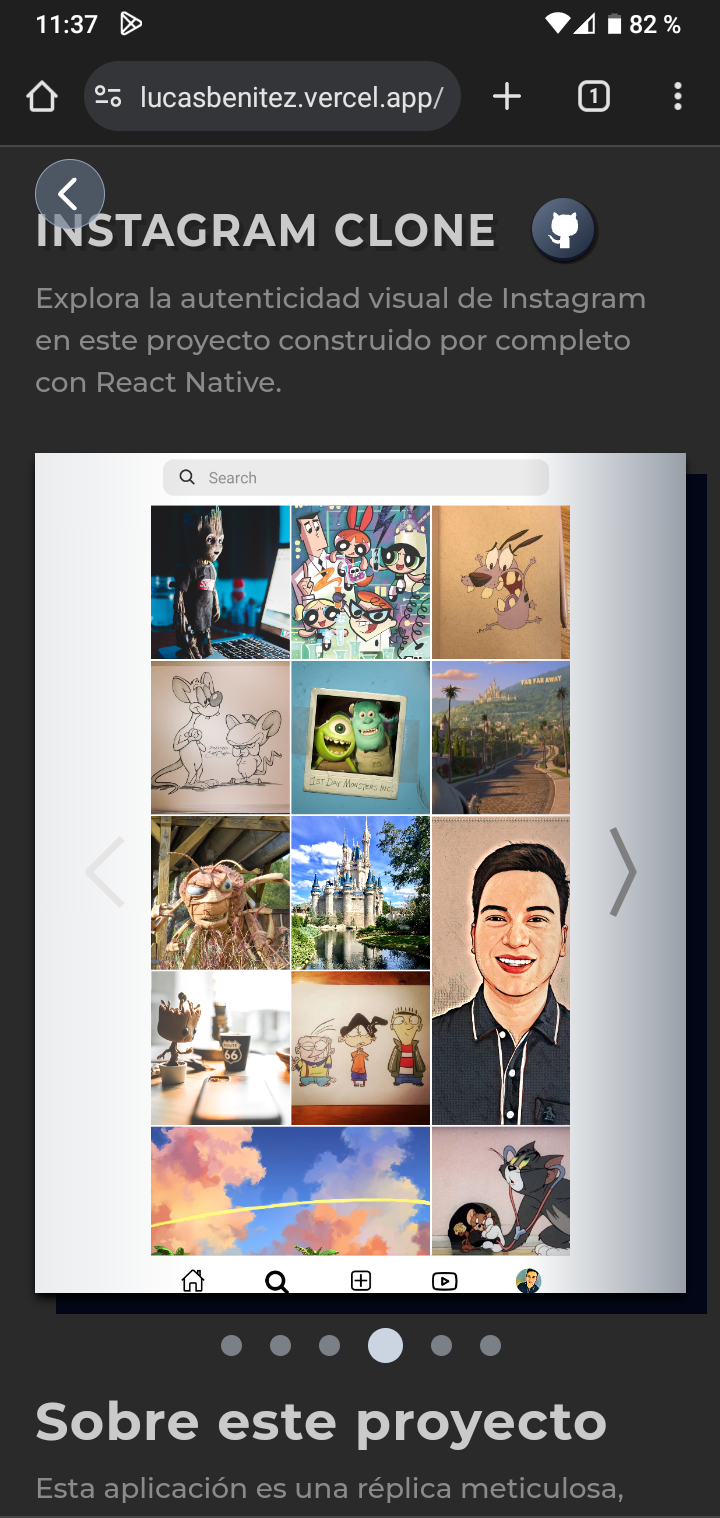 11:37
82 %
lucasbenitez.vercel.app/
1
INSTAGRAM CLONE
Explora la autenticidad visual de Instagram
en este proyecto construido por completo
con React Native.
Search
FAR FAR AWAY
1ST DAY MONSTERS INC.
ROUTE
66
Sobre este proyecto
Esta aplicación es una réplica meticulosa,